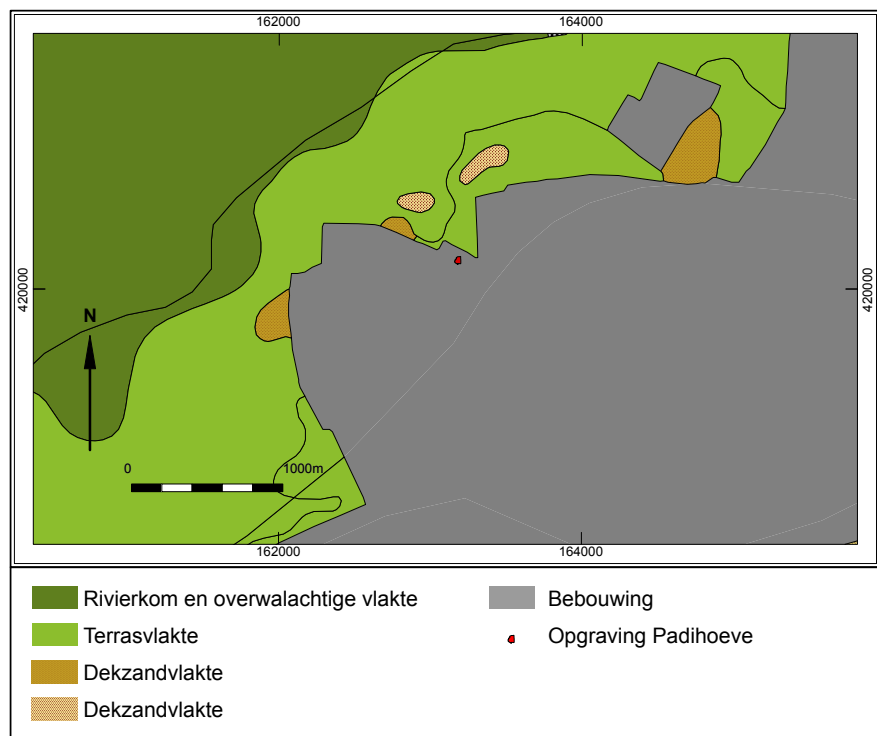 162000 164000
420000 420000
N
0 1000m
162000 164000
Rivierkom en overwalachtige vlakte
Terrasvlakte
Dekzandvlakte
Dekzandvlakte
Bebouwing
Opgraving Padihoeve